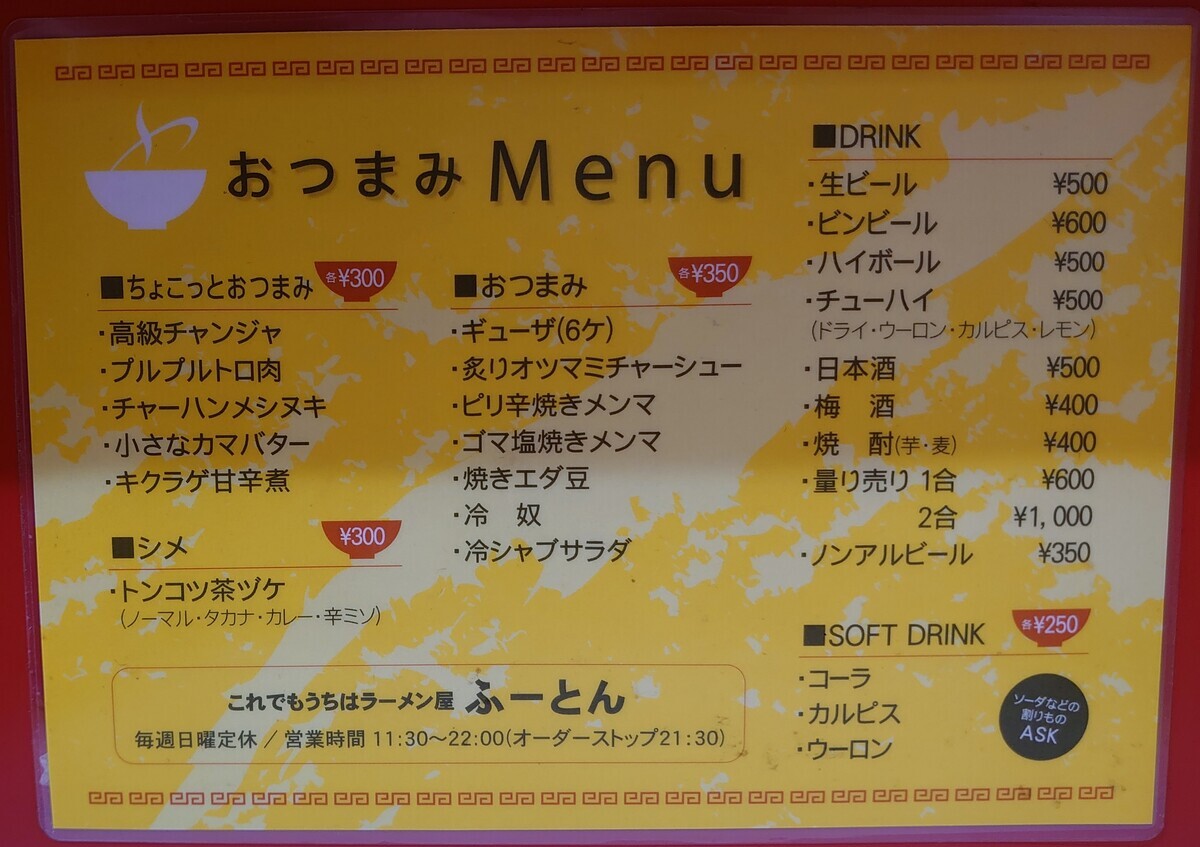 おつまみ Menu
■ちょこっとおつまみ 各¥300
・高級チャンジャ
・プルプルトロ肉
・チャーハンメシヌキ
・小さなカマバター
・キクラゲ甘辛煮
■シメ ¥300
・トンコツ茶ヅケ
(ノーマル・タカナ・カレー・辛ミソ)
■おつまみ 各¥350
・ギューザ(6ケ)
・炙りオツマミチャーシュー
・ピリ辛焼きメンマ
・ゴマ塩焼きメンマ
・焼きエダ豆
・冷 奴
・冷シャブサラダ
■DRINK
・生ビール ¥500
・ビンビール ¥600
・ハイボール ¥500
・チューハイ ¥500
(ドライ・ウーロン・カルピス・レモン)
・日本酒 ¥500
・梅 酒 ¥400
・焼 酎(芋・麦) ¥400
・量り売り 1合 ¥600
2合 ¥1,000
・ノンアルビール ¥350
■SOFT DRINK 各¥250
・コーラ
・カルピス
・ウーロン
ソーダなどの
割りもの
ASK
これでもうちはラーメン屋 ふーとん
毎週日曜定休 / 営業時間 11:30〜22:00(オーダーストップ21:30)